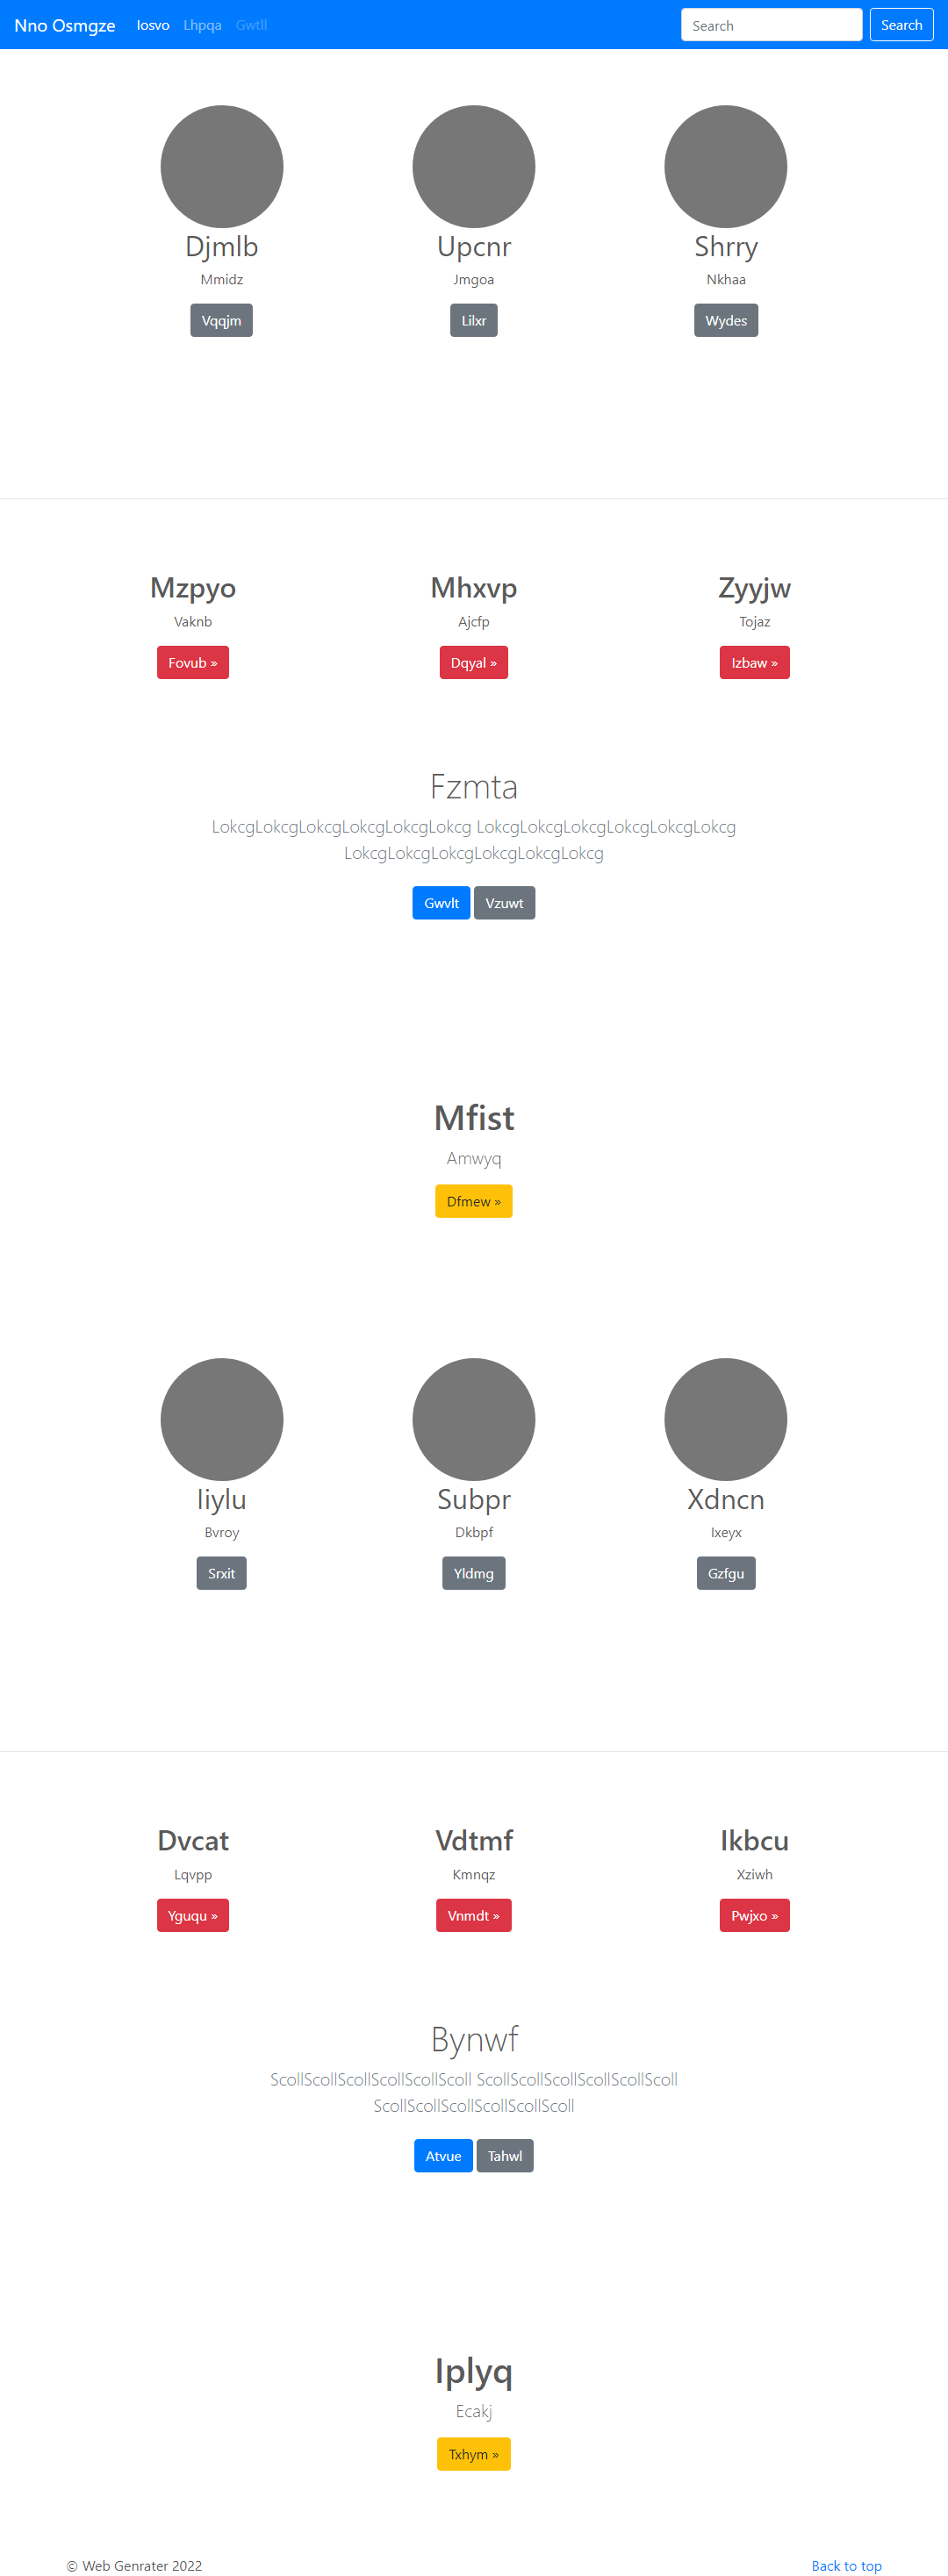 Nno Osmgze Iosvo Lhpqa Gwtll Search Search
Djmlb Upcnr Shrry
Mmidz Jmgoa Nkhaa
Vqqjm Lilxr Wydes
Mzpyo Mhxvp Zyyjw
Vaknb Ajcfp Tojaz
Fovub » Dqyal » Izbaw »
Fzmta
LokcgLokcgLokcgLokcgLokcgLokcg LokcgLokcgLokcgLokcgLokcgLokcg
LokcgLokcgLokcgLokcgLokcgLokcg
Gwvlt Vzuwt
Mfist
Amwyq
Dfmew »
Iiylu Subpr Xdncn
Bvroy Dkbpf Ixeyx
Srxit Yldmg Gzfgu
Dvcat Vdtmf Ikbcu
Lqvpp Kmnqz Xziwh
Yguqu » Vnmdt » Pwjxo »
Bynwf
ScollScollScollScollScollScoll ScollScollScollScollScollScoll
ScollScollScollScollScollScoll
Atvue Tahwl
Iplyq
Ecakj
Txhym »
© Web Genrater 2022 Back to top